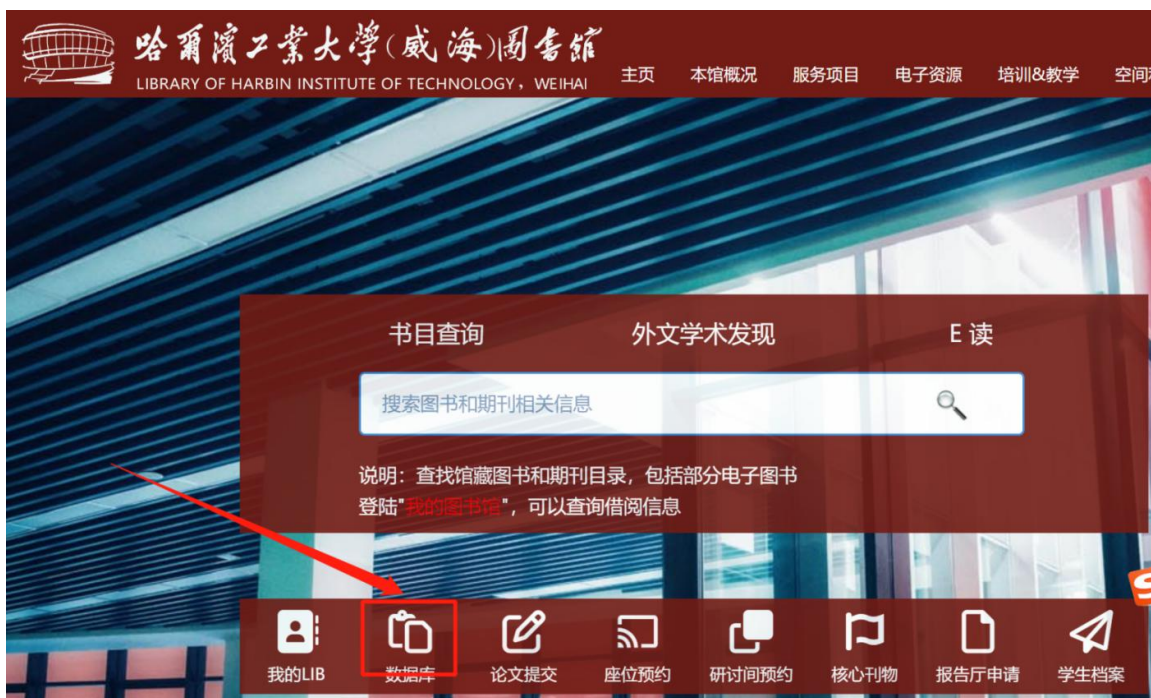 哈爾濱工業大學(威海)圖書館
LIBRARY OF HARBIN INSTITUTE OF TECHNOLOGY，WEIHAI
主页 本馆概况 服务项目 电子资源 培训&教学 空间
书目查询 外文学术发现 E 读
搜索图书和期刊相关信息
说明：查找馆藏图书和期刊目录，包括部分电子图书
登陆"我的图书馆"，可以查询借阅信息
我的LIB 数据库 论文提交 座位预约 研讨间预约 核心刊物 报告厅申请 学生档案